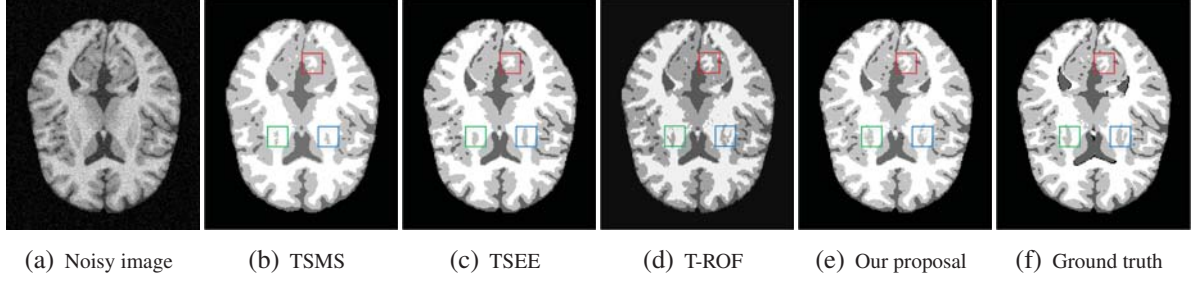 (a) Noisy image
(b) TSMS
(c) TSEE
(d) T-ROF
(e) Our proposal
(f) Ground truth